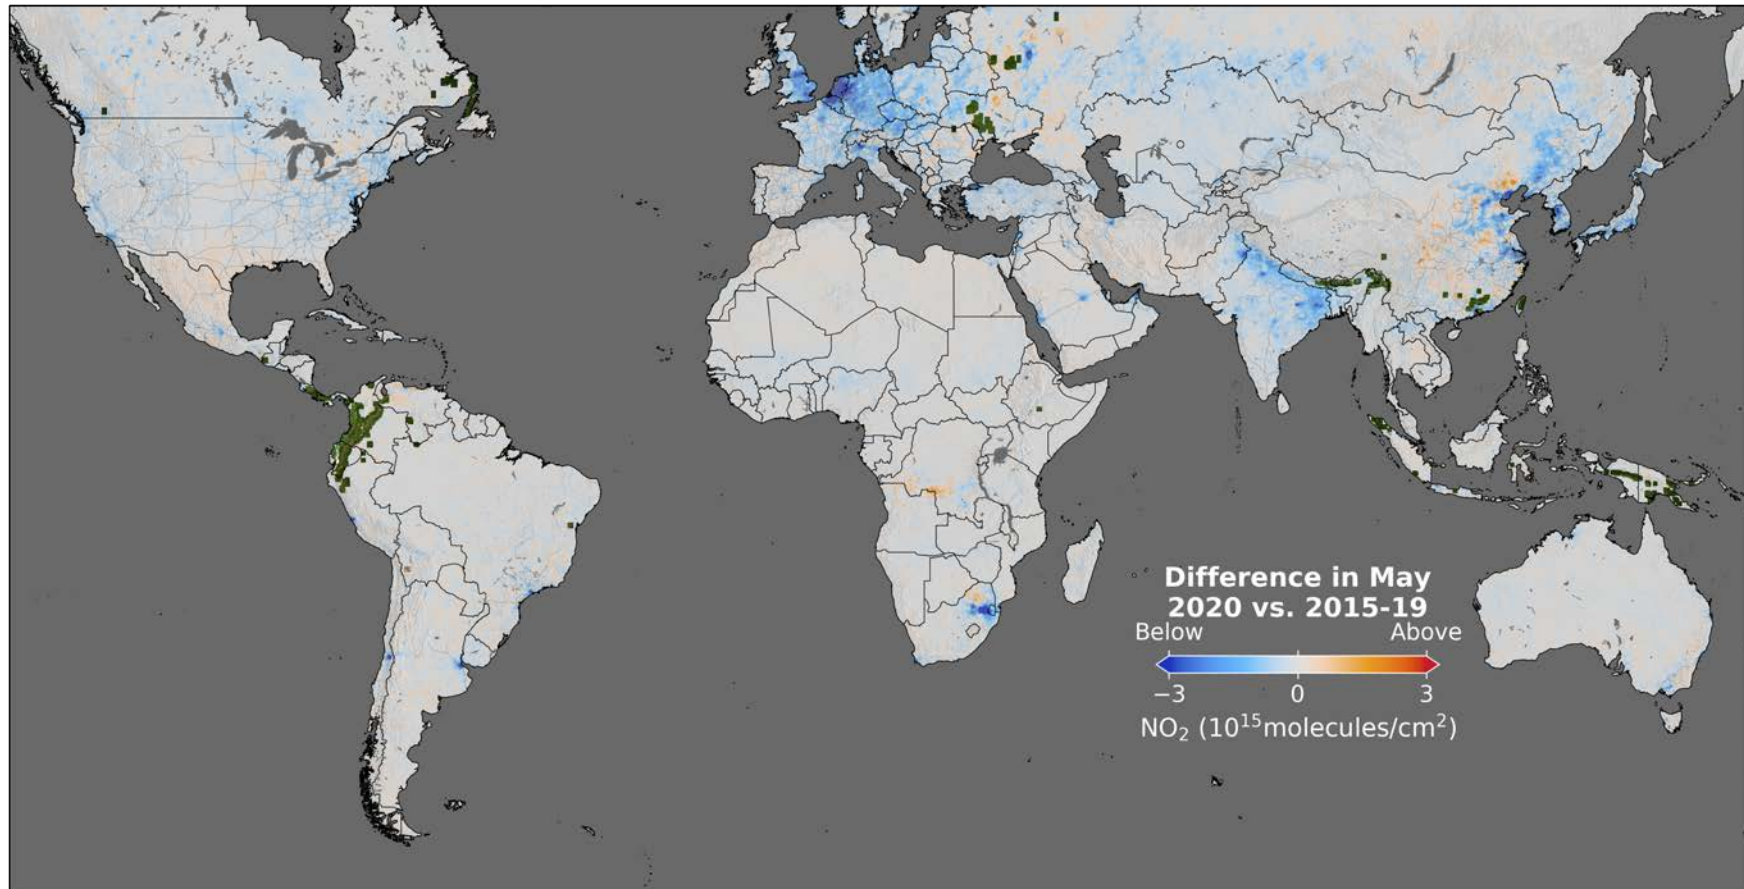 Difference in May
2020 vs. 2015-19
Below Above
−3 0 3
NO₂ (10¹⁵molecules/cm²)